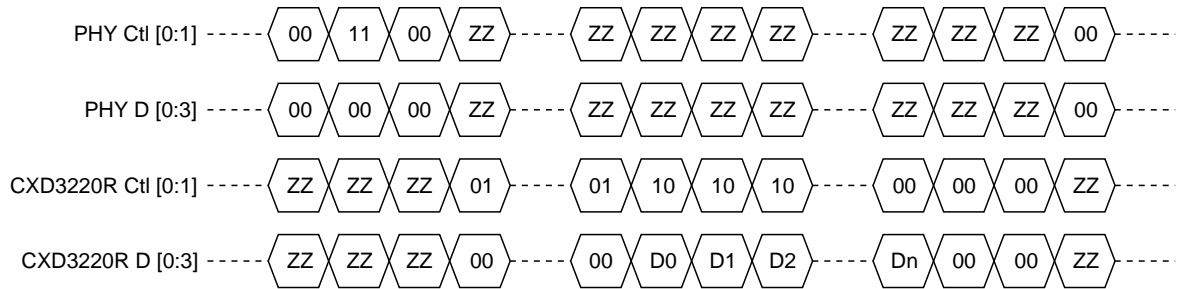 PHY Ctl [0:1] 00 11 00 ZZ ZZ ZZ ZZ ZZ ZZ ZZ ZZ 00
PHY D [0:3] 00 00 00 ZZ ZZ ZZ ZZ ZZ ZZ ZZ ZZ 00
CXD3220R Ctl [0:1] ZZ ZZ ZZ 01 01 10 10 10 00 00 00 ZZ
CXD3220R D [0:3] ZZ ZZ ZZ 00 00 D0 D1 D2 Dn 00 00 ZZ